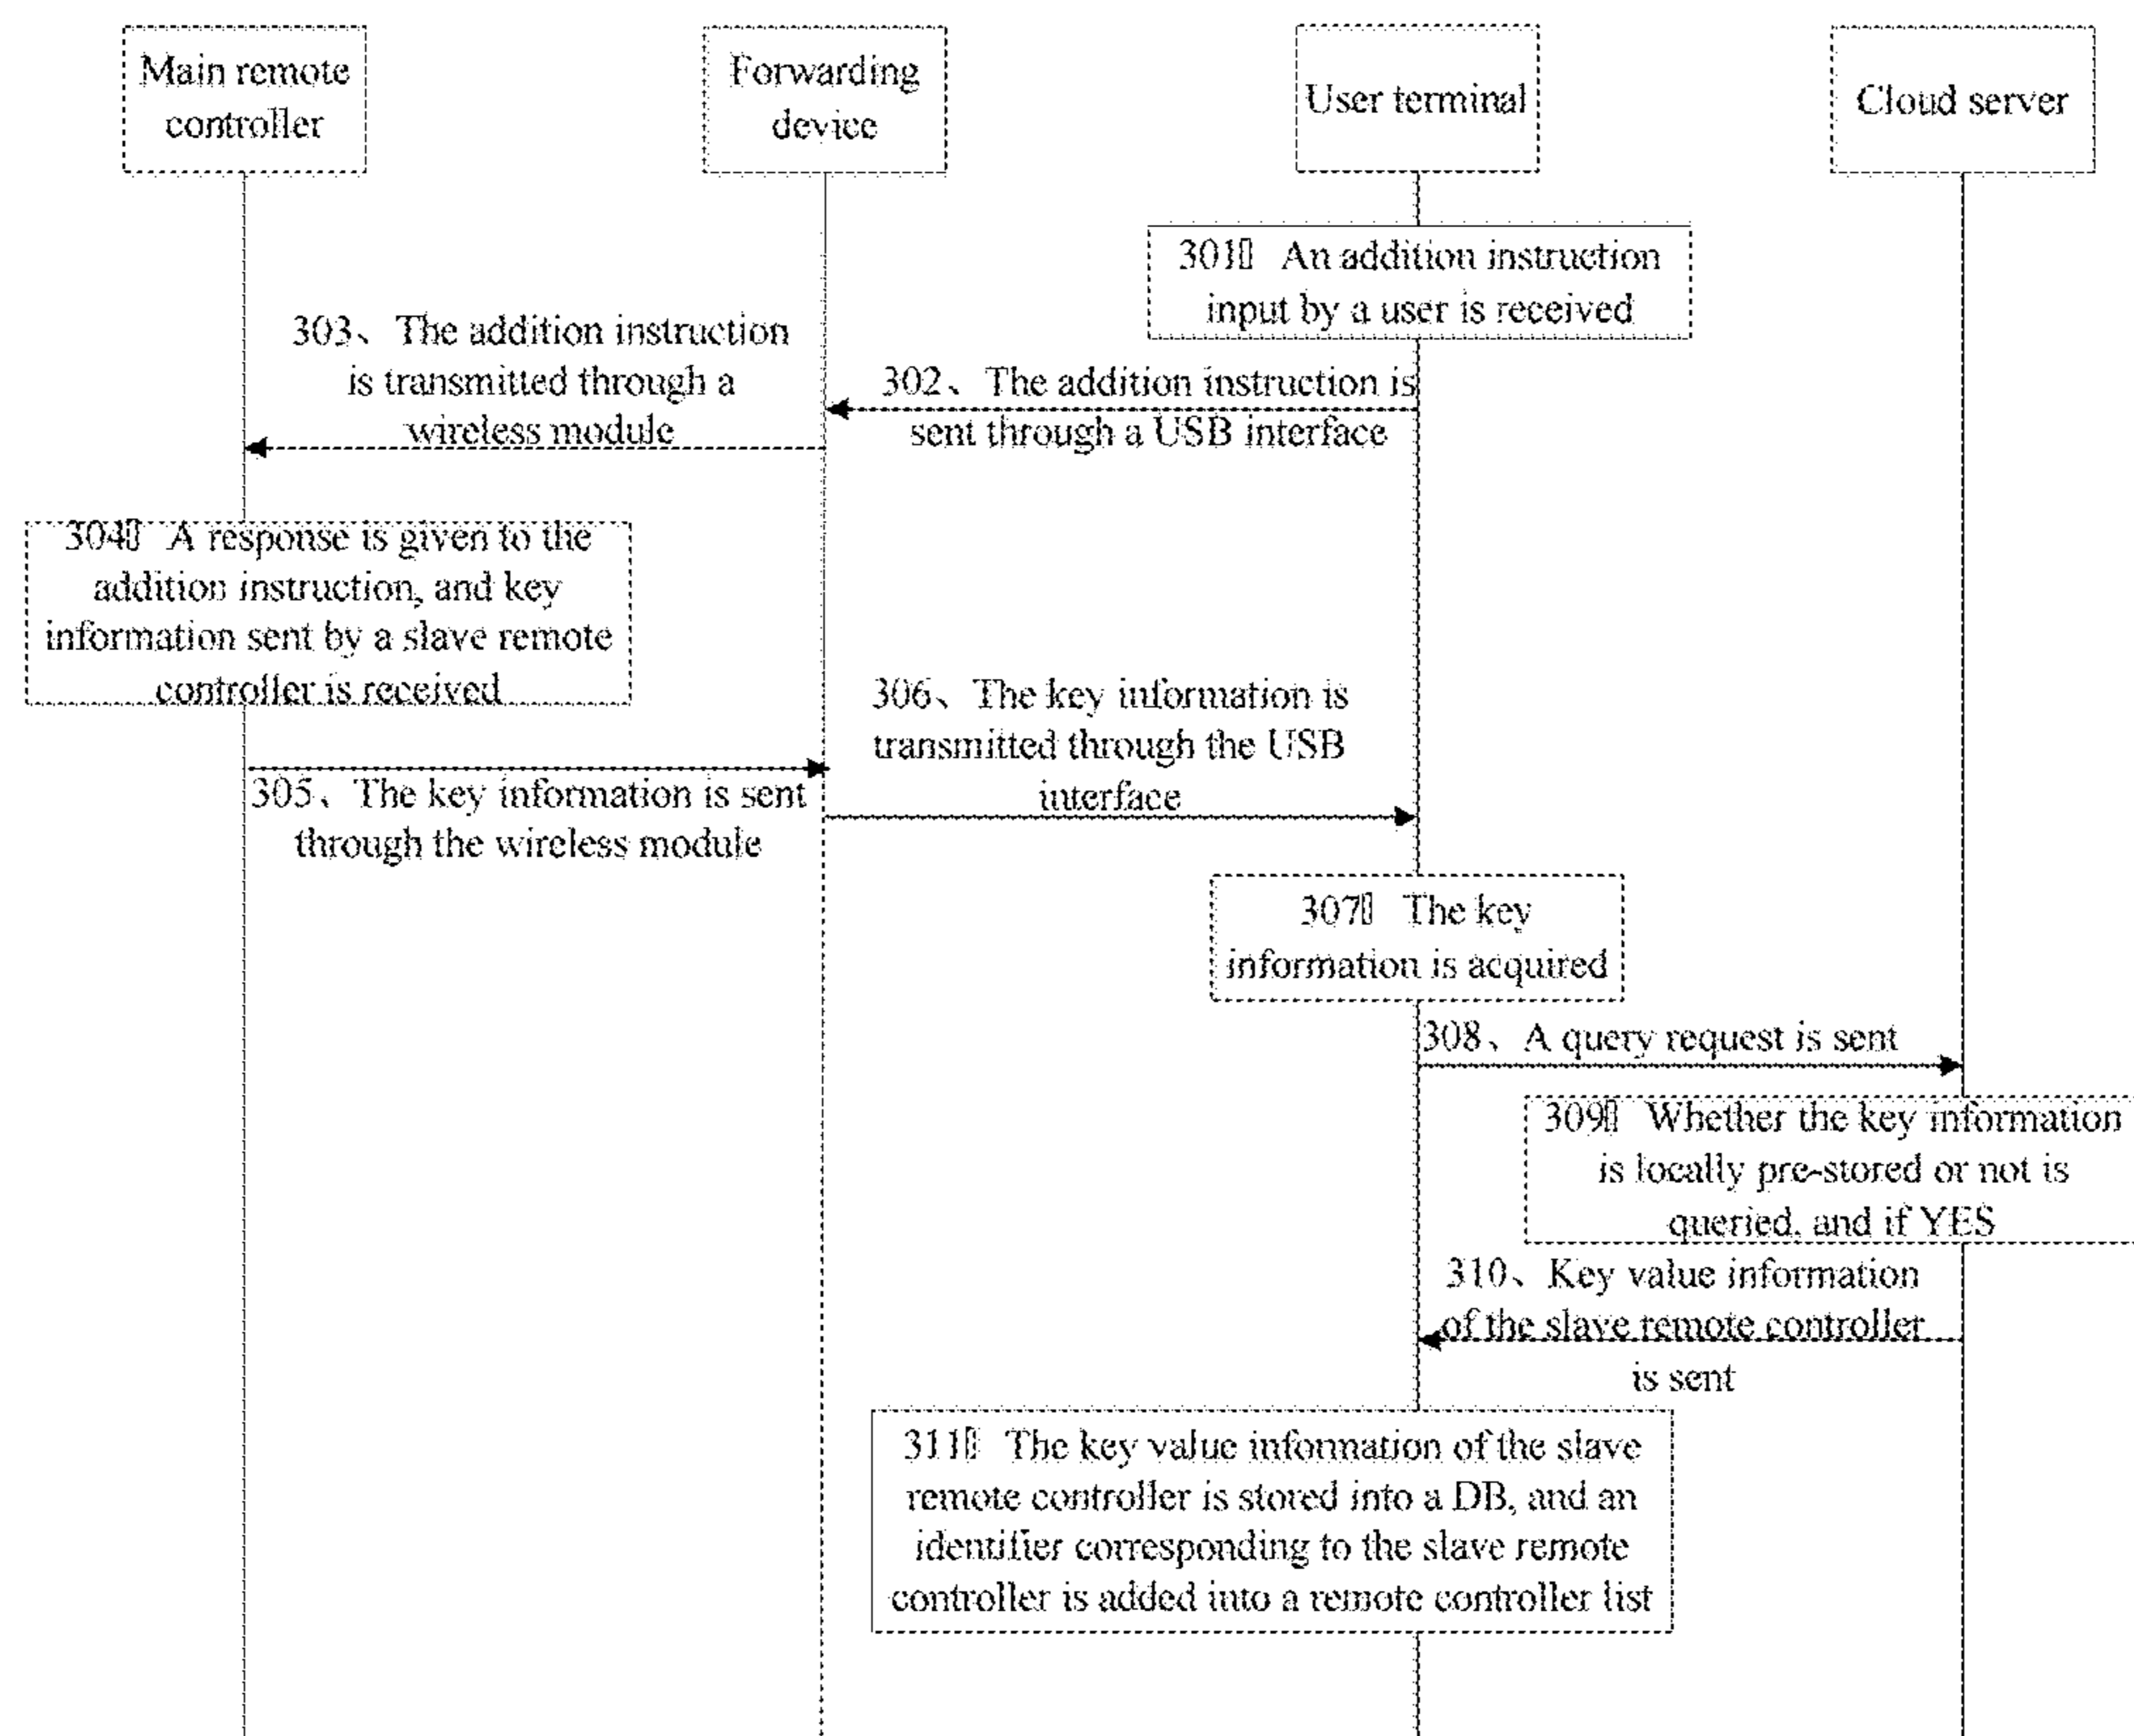 Main remote
controller
Forwarding
device
User terminal
Cloud server
301、 An addition instruction
input by a user is received
302、The addition instruction is
sent through a USB interface
303、The addition instruction
is transmitted through a
wireless module
304、 A response is given to the
addition instruction, and key
information sent by a slave remote
controller is received
305、The key information is sent
through the wireless module
306、The key information is
transmitted through the USB
interface
307、 The key
information is acquired
308、A query request is sent
309、 Whether the key information
is locally pre-stored or not is
queried, and if YES
310、Key value information
of the slave remote controller
is sent
311、 The key value information of the slave
remote controller is stored into a DB, and an
identifier corresponding to the slave remote
controller is added into a remote controller list